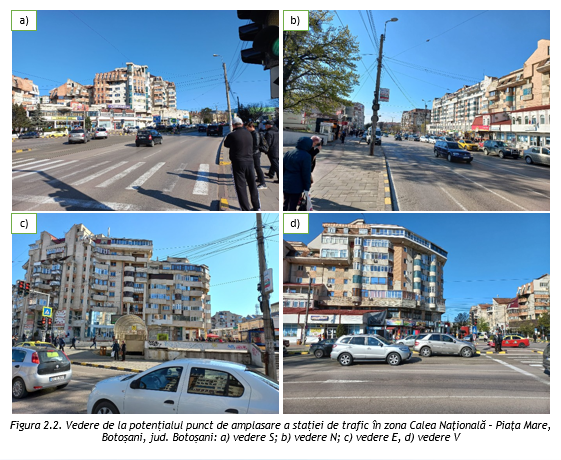 a)
b)
c)
d)
Figura 2.2. Vedere de la potențialul punct de amplasare a stației de trafic în zona Calea Națională – Piața Mare,
Botoșani, jud. Botoșani: a) vedere S; b) vedere N; c) vedere E, d) vedere V